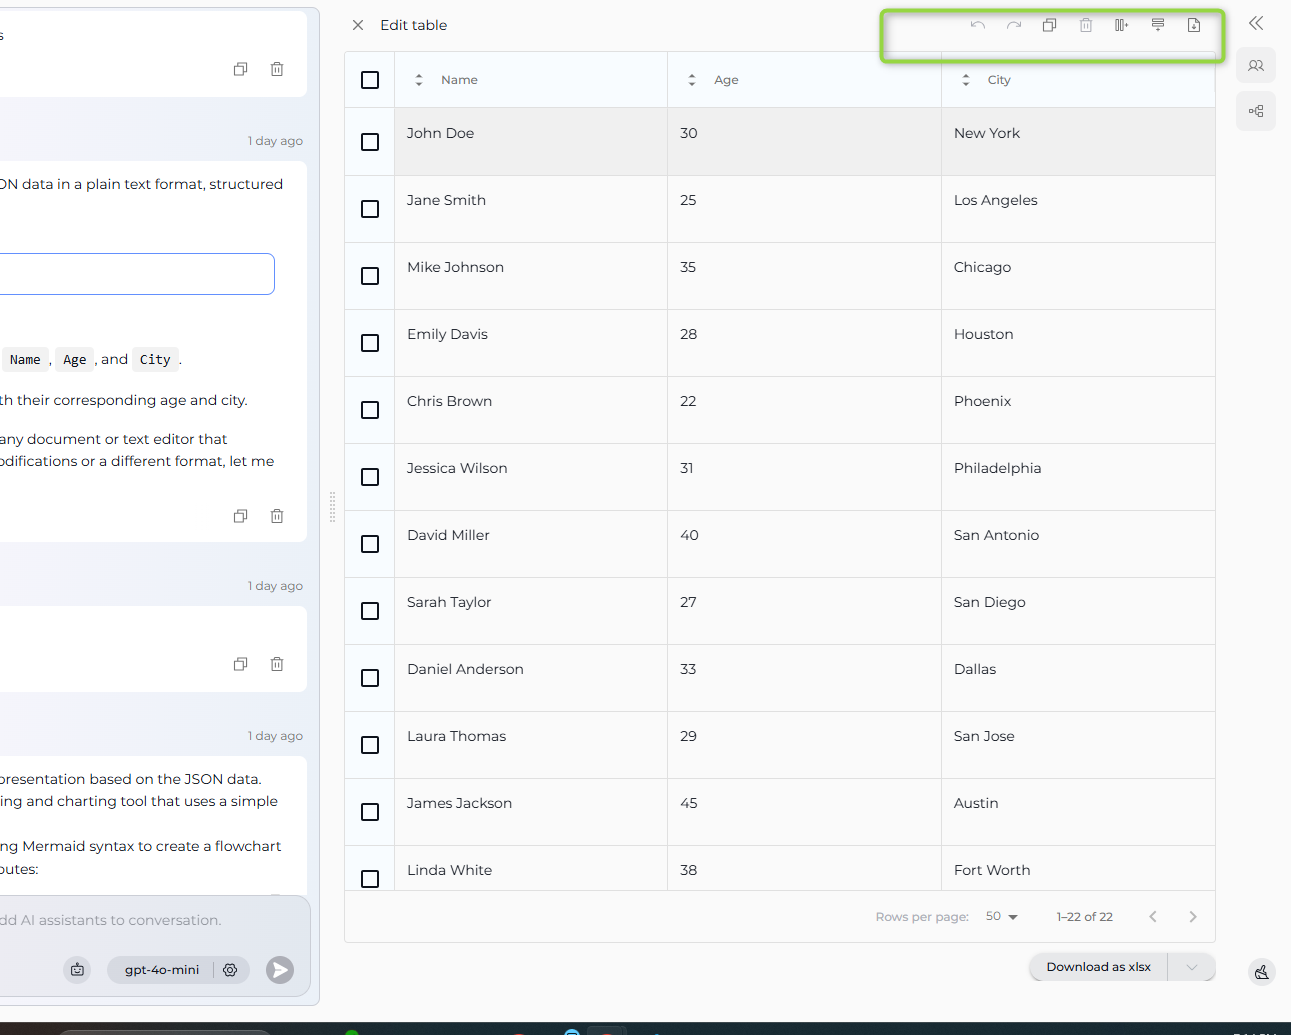 s
1 day ago
ON data in a plain text format, structured
Name, Age, and City.
th their corresponding age and city.
any document or text editor that
odifications or a different format, let me
1 day ago
1 day ago
presentation based on the JSON data.
ing and charting tool that uses a simple
ng Mermaid syntax to create a flowchart
outes:
dd AI assistants to conversation.
gpt-4o-mini
Edit table
Name Age City
John Doe 30 New York
Jane Smith 25 Los Angeles
Mike Johnson 35 Chicago
Emily Davis 28 Houston
Chris Brown 22 Phoenix
Jessica Wilson 31 Philadelphia
David Miller 40 San Antonio
Sarah Taylor 27 San Diego
Daniel Anderson 33 Dallas
Laura Thomas 29 San Jose
James Jackson 45 Austin
Linda White 38 Fort Worth
Rows per page: 50 1–22 of 22
Download as xlsx